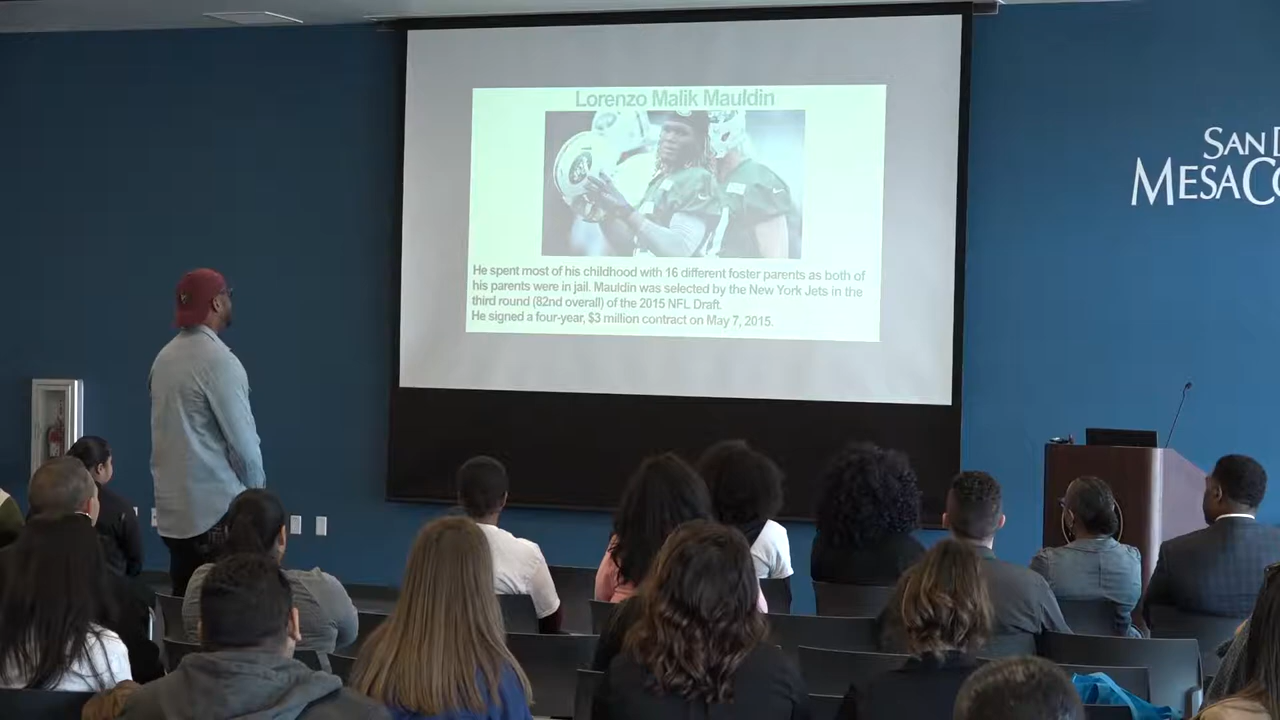 Lorenzo Malik Mauldin
He spent most of his childhood with 16 different foster parents as both of
his parents were in jail. Mauldin was selected by the New York Jets in the
third round (82nd overall) of the 2015 NFL Draft.
He signed a four-year, $3 million contract on May 7, 2015.
SAN
MESA